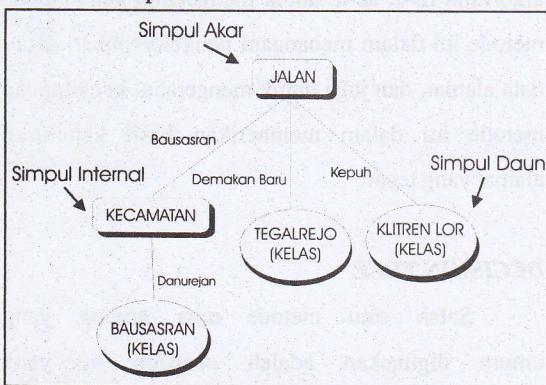 Simpul Akar
JALAN
Bausasran
Demakan Baru
Kepuh
Simpul Internal
Simpul Daun
KECAMATAN
TEGALREJO
(KELAS)
KLITREN LOR
(KELAS)
Danurejan
BAUSASRAN
(KELAS)